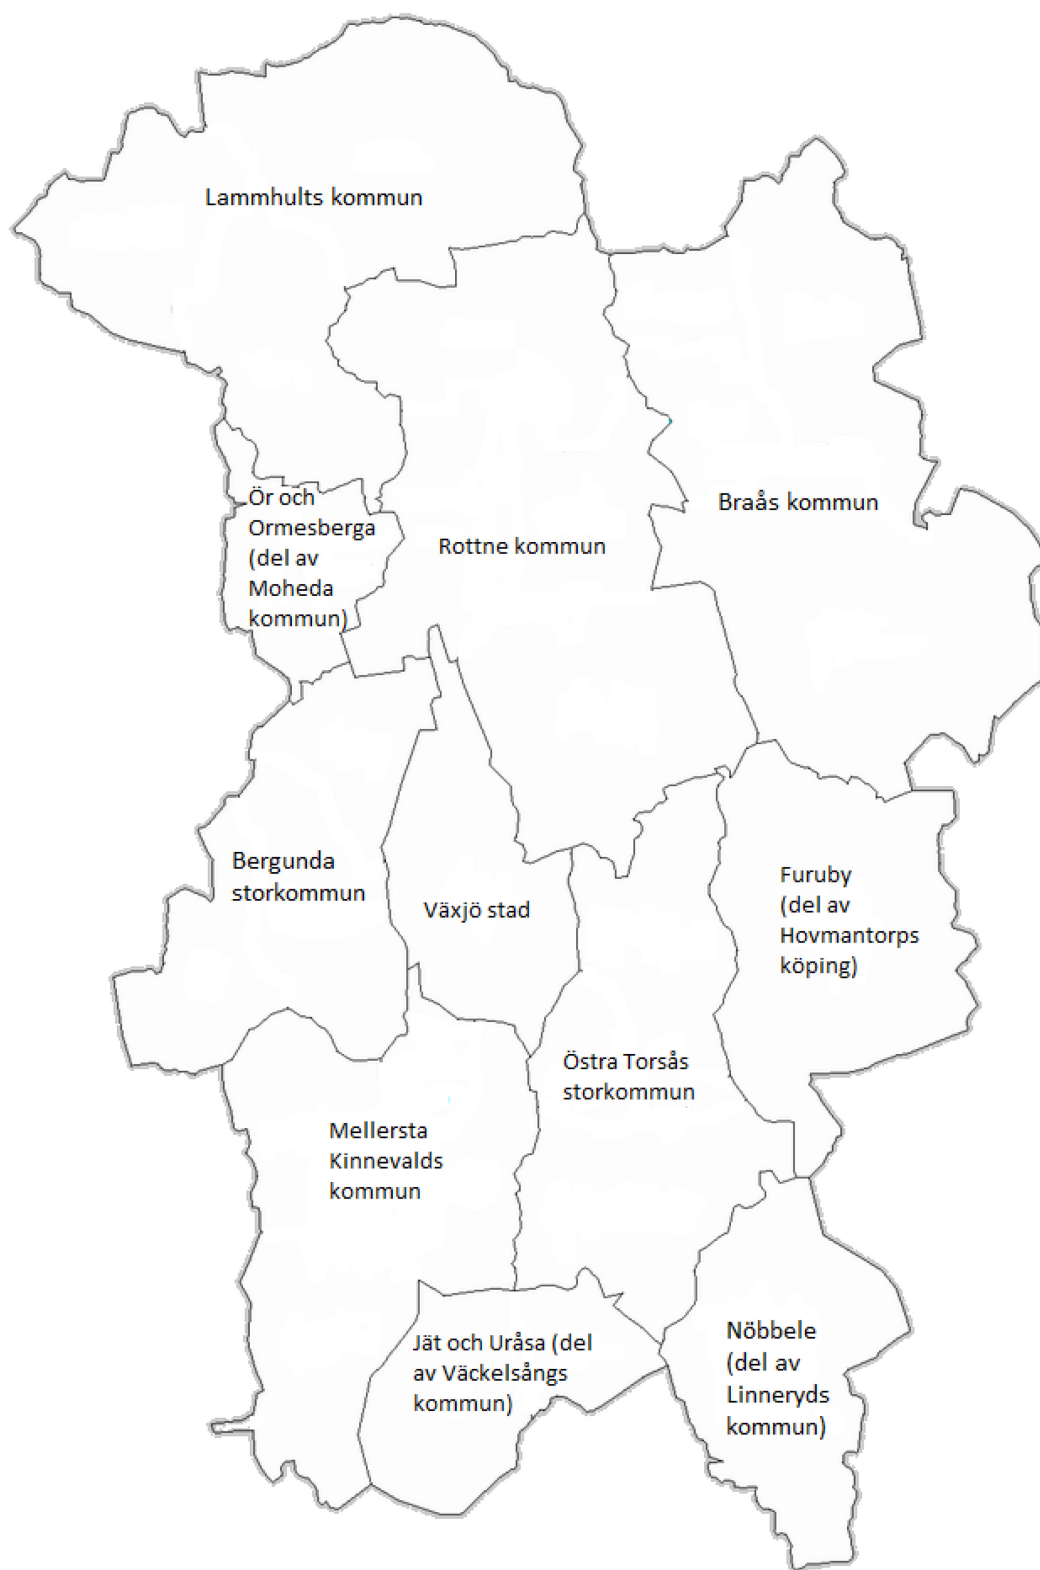 Lammhults kommun
Ör och
Ormesberga
(del av
Moheda
kommun)
Rottne kommun
Braås kommun
Bergunda
storkommun
Växjö stad
Furuby
(del av
Hovmantorps
köping)
Östra Torsås
storkommun
Mellersta
Kinnevalds
kommun
Jät och Uråsa (del
av Väckelsångs
kommun)
Nöbbele
(del av
Linneryds
kommun)